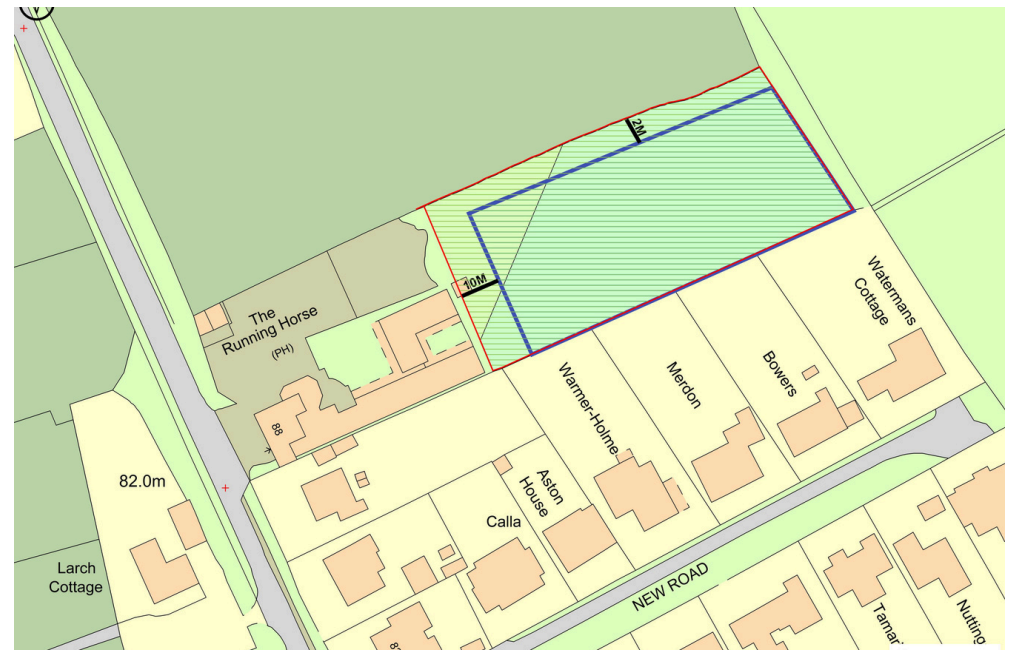 2M
10M
The
Running Horse
(PH)
88
Watermans
Cottage
Bowers
Merdon
Warmer-Holme
82.0m
Aston
House
Calla
Larch
Cottage
NEW ROAD